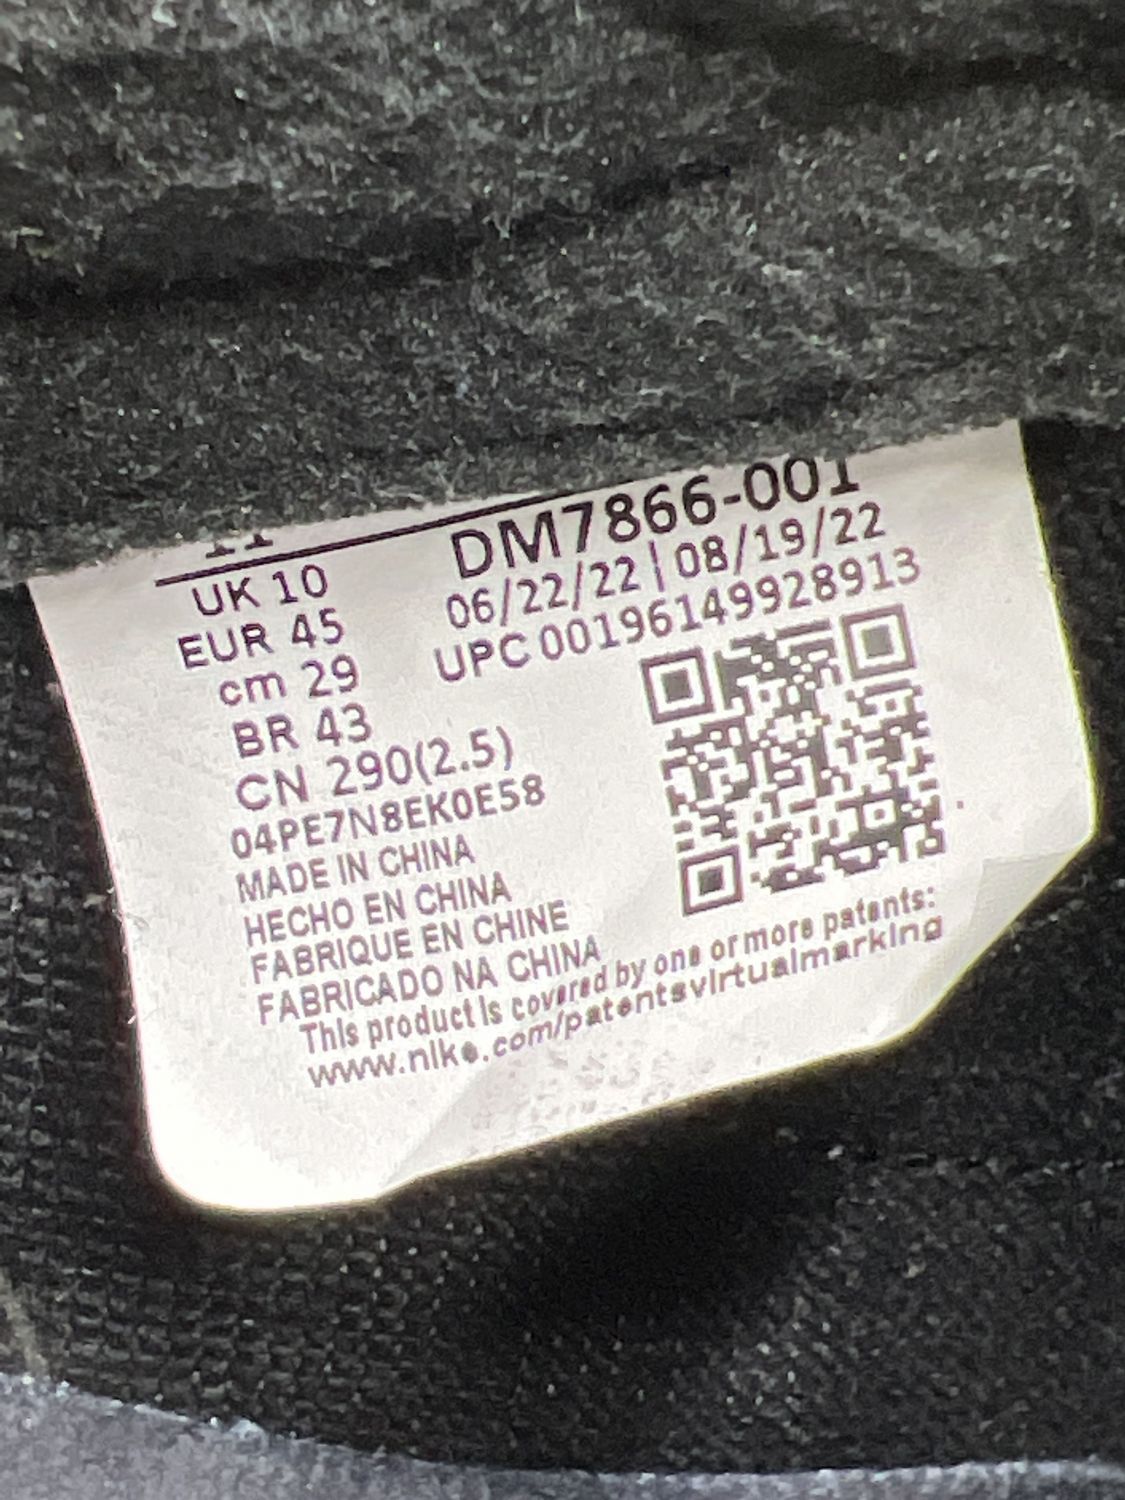 DM7866-001
06/22/22 | 08/19/22
UPC 00196149928913
11
UK 10
EUR 45
cm 29
BR 43
CN 290(2.5)
04PE7N8EK0E58
MADE IN CHINA
HECHO EN CHINA
FABRIQUE EN CHINE
FABRICADO NA CHINA
This product is covered by one or more patents:
www.nike.com/patentsvirtualmarking